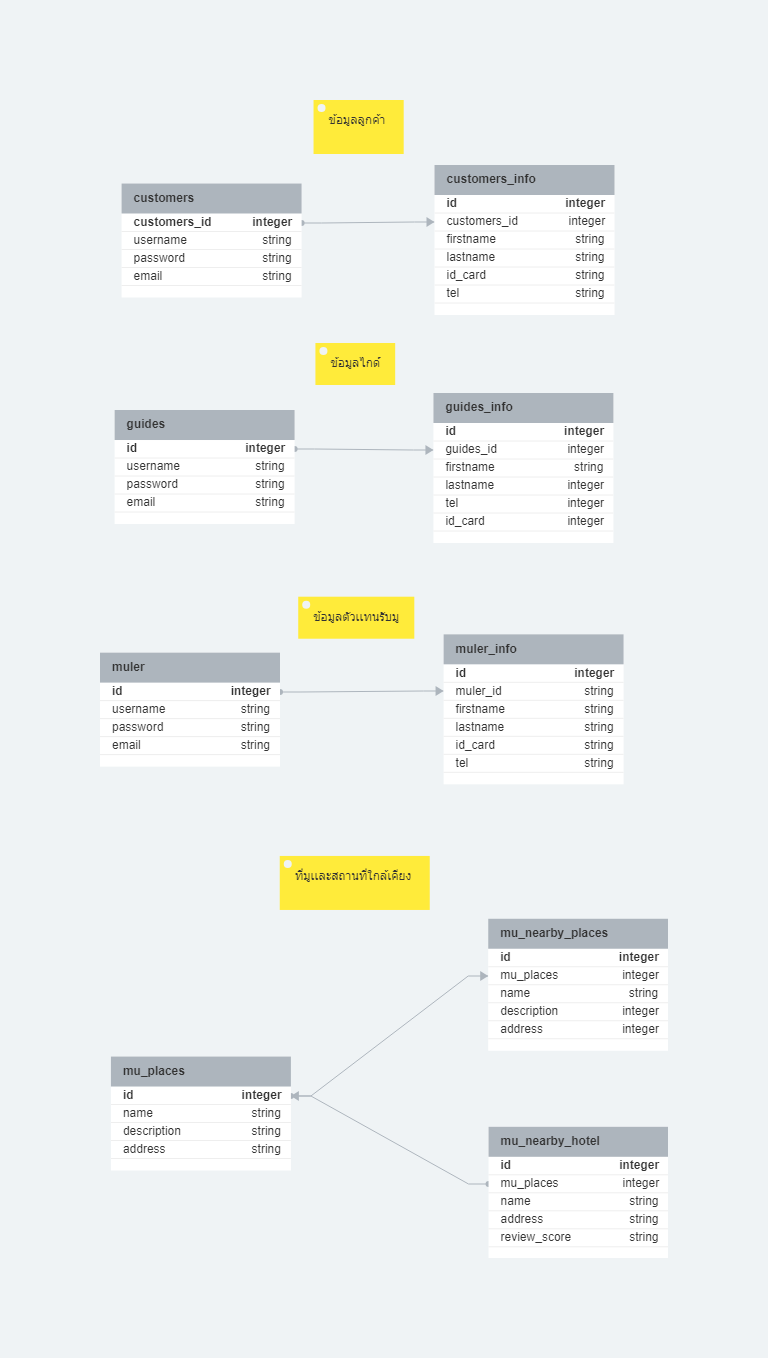 ข้อมูลลูกค้า
customers
customers_id integer
username string
password string
email string
customers_info
id integer
customers_id integer
firstname string
lastname string
id_card string
tel string
ข้อมูลไกด์
guides
id integer
username string
password string
email string
guides_info
id integer
guides_id integer
firstname string
lastname integer
tel integer
id_card integer
ข้อมูลตัวแทนรับมู
muler
id integer
username string
password string
email string
muler_info
id integer
muler_id string
firstname string
lastname string
id_card string
tel string
ที่มูและสถานที่ใกล้เคียง
mu_nearby_places
id integer
mu_places integer
name string
description integer
address integer
mu_places
id integer
name string
description string
address string
mu_nearby_hotel
id integer
mu_places integer
name string
address string
review_score string